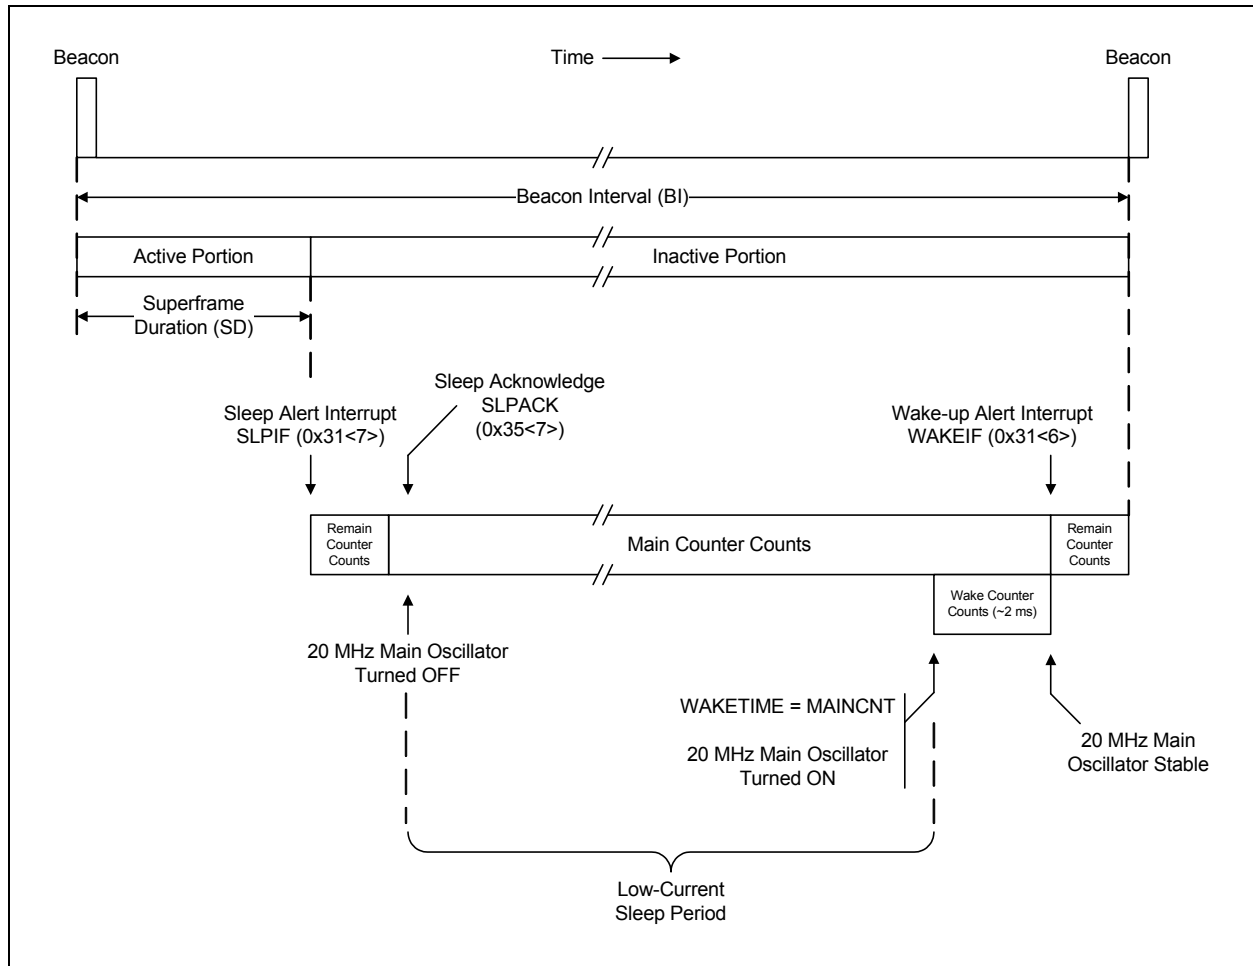 Beacon
Time
Beacon
Beacon Interval (BI)
Active Portion
Inactive Portion
Superframe
Duration (SD)
Sleep Alert Interrupt
SLPIF (0x31<7>)
Sleep Acknowledge
SLPACK
(0x35<7>)
Wake-up Alert Interrupt
WAKEIF (0x31<6>)
Remain
Counter
Counts
Main Counter Counts
Remain
Counter
Counts
Wake Counter
Counts (~2 ms)
20 MHz Main Oscillator
Turned OFF
WAKETIME = MAINCNT
20 MHz Main Oscillator
Turned ON
20 MHz Main
Oscillator Stable
Low-Current
Sleep Period